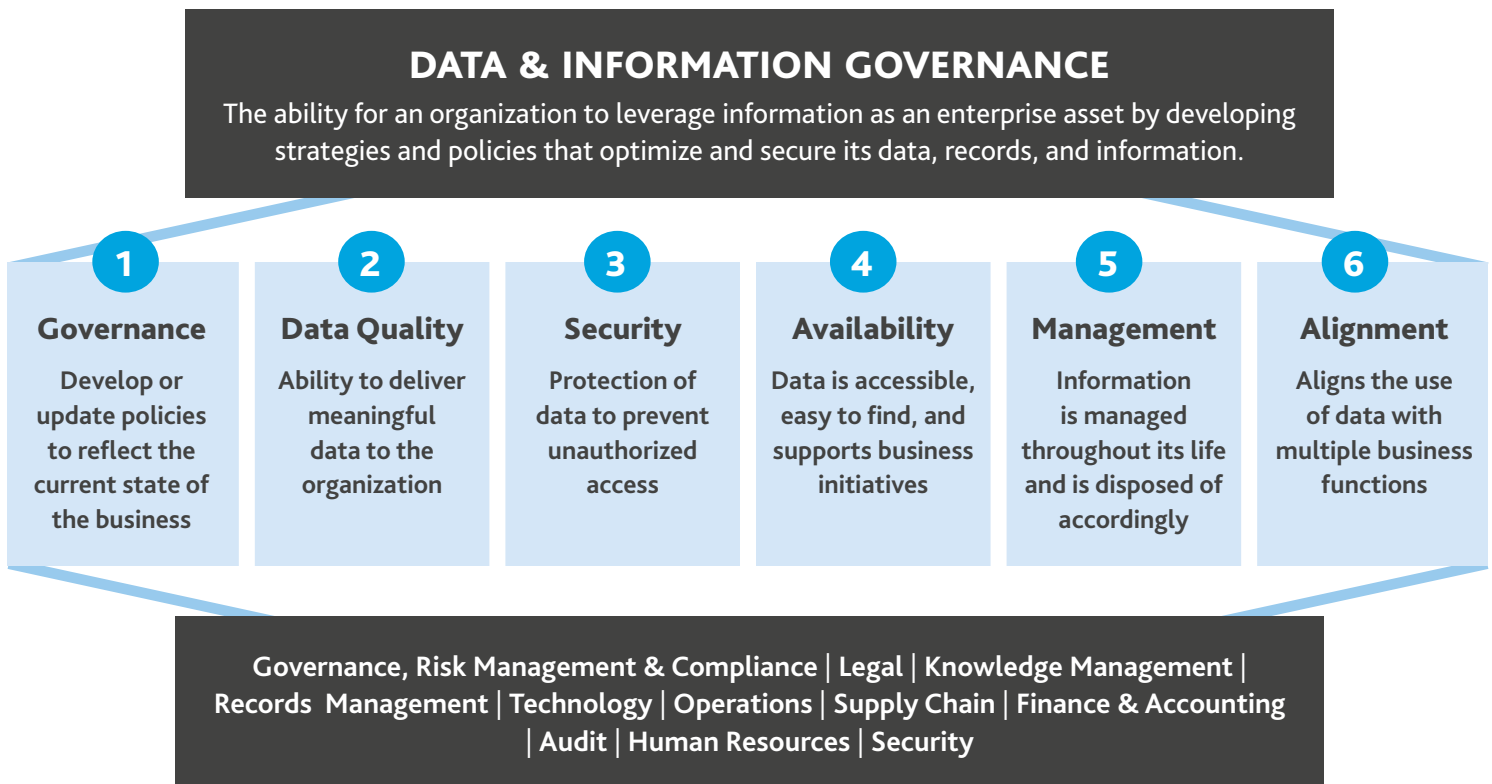 DATA & INFORMATION GOVERNANCE
The ability for an organization to leverage information as an enterprise asset by developing
strategies and policies that optimize and secure its data, records, and information.
1
Governance
Develop or
update policies
to reflect the
current state of
the business
2
Data Quality
Ability to deliver
meaningful
data to the
organization
3
Security
Protection of
data to prevent
unauthorized
access
4
Availability
Data is accessible,
easy to find, and
supports business
initiatives
5
Management
Information
is managed
throughout its life
and is disposed of
accordingly
6
Alignment
Aligns the use
of data with
multiple business
functions
Governance, Risk Management & Compliance | Legal | Knowledge Management |
Records Management | Technology | Operations | Supply Chain | Finance & Accounting
| Audit | Human Resources | Security